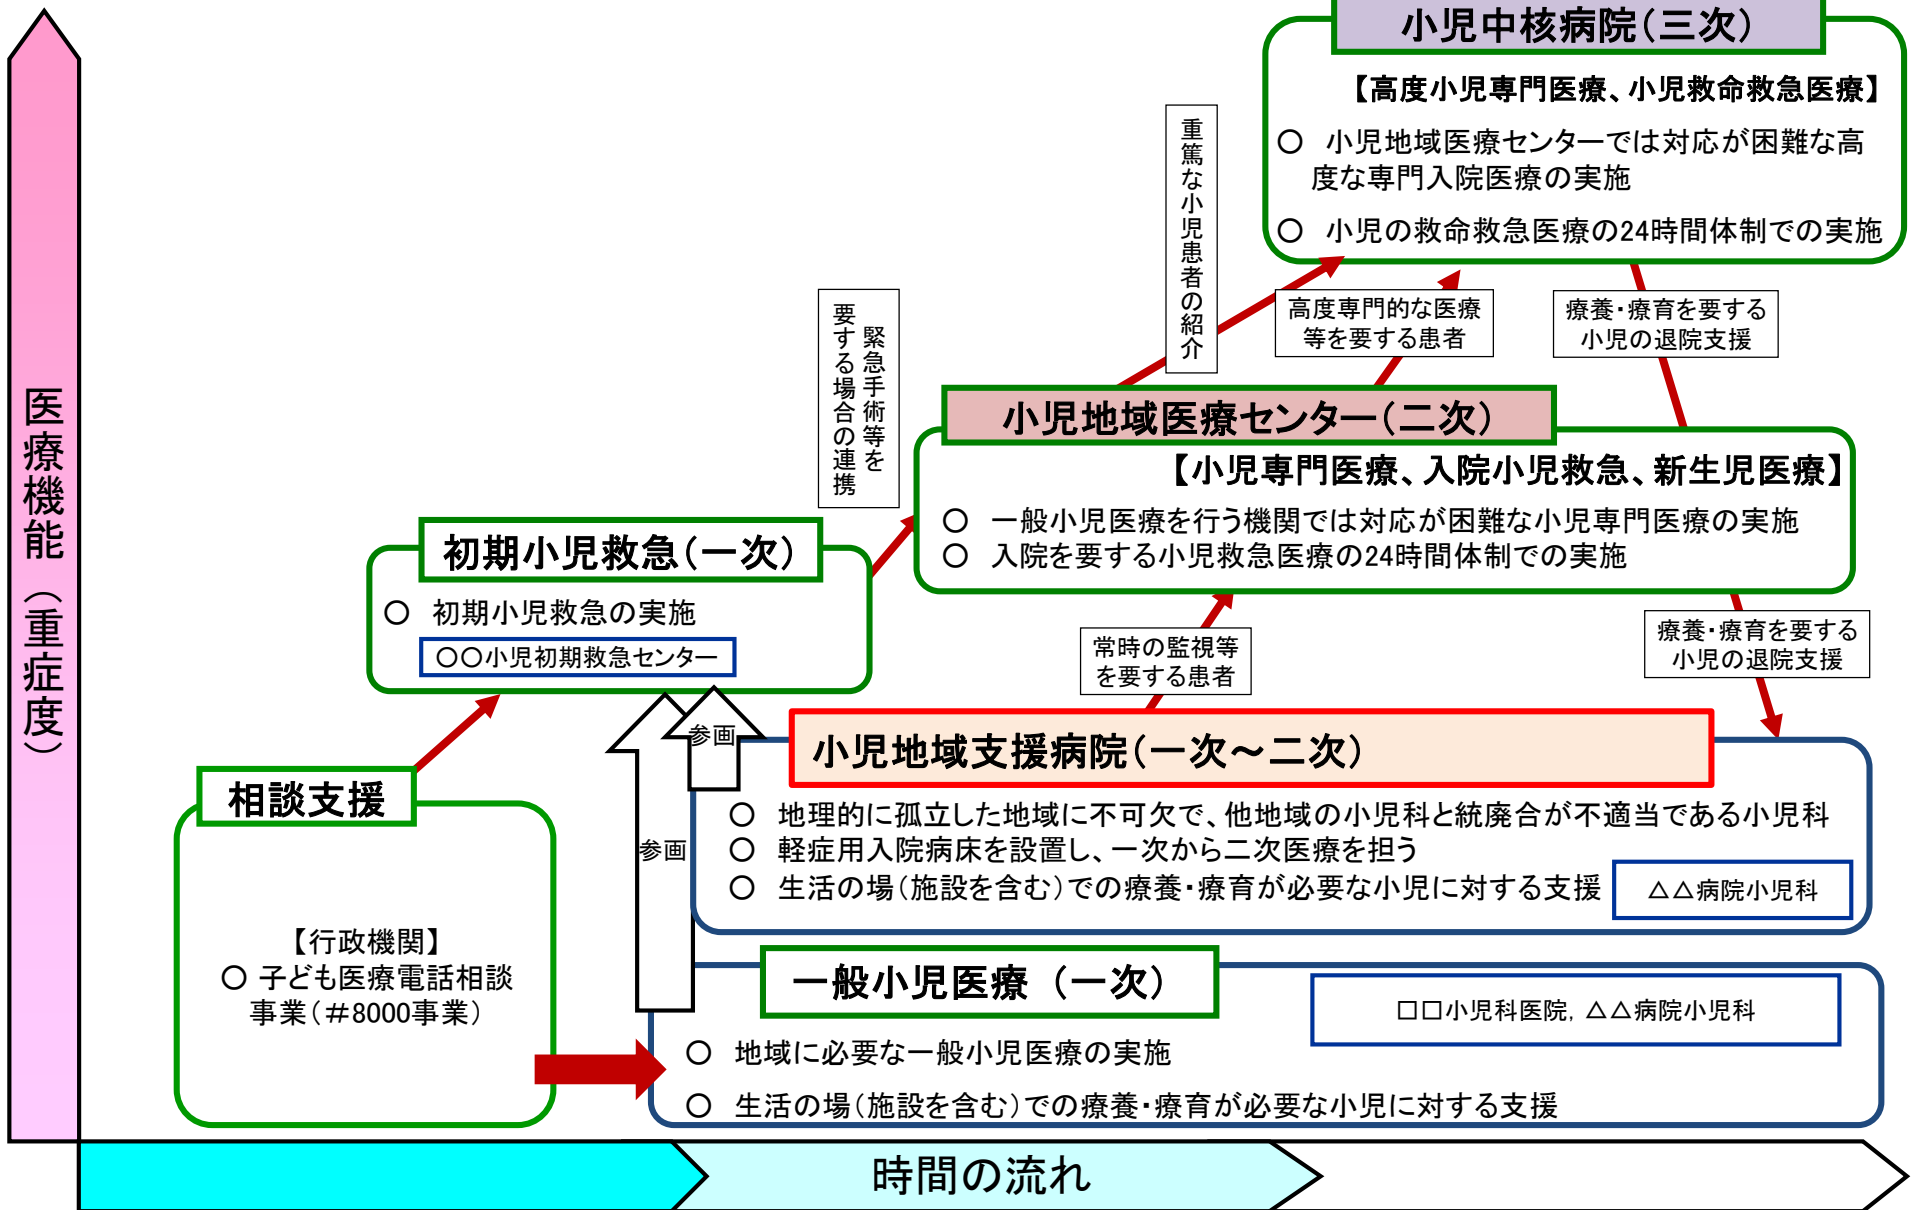 小児中核病院(三次)
【高度小児専門医療、小児救命救急医療】
○ 小児地域医療センターでは対応が困難な高
度な専門入院医療の実施
○ 小児の救命救急医療の24時間体制での実施
重篤な小児患者の紹介
高度専門的な医療
等を要する患者
療養・療育を要する
小児の退院支援
緊急手術等を
要する場合の連携
小児地域医療センター(二次)
【小児専門医療、入院小児救急、新生児医療】
○ 一般小児医療を行う機関では対応が困難な小児専門医療の実施
○ 入院を要する小児救急医療の24時間体制での実施
医療機能(重症度)
初期小児救急(一次)
○ 初期小児救急の実施
○○小児初期救急センター
常時の監視等
を要する患者
療養・療育を要する
小児の退院支援
参画
小児地域支援病院(一次~二次)
○ 地理的に孤立した地域に不可欠で、他地域の小児科と統廃合が不適当である小児科
○ 軽症用入院病床を設置し、一次から二次医療を担う
○ 生活の場(施設を含む)での療養・療育が必要な小児に対する支援
△△病院小児科
参画
相談支援
【行政機関】
○ 子ども医療電話相談
事業(#8000事業)
一般小児医療 (一次)
□□小児科医院, △△病院小児科
○ 地域に必要な一般小児医療の実施
○ 生活の場(施設を含む)での療養・療育が必要な小児に対する支援
時間の流れ